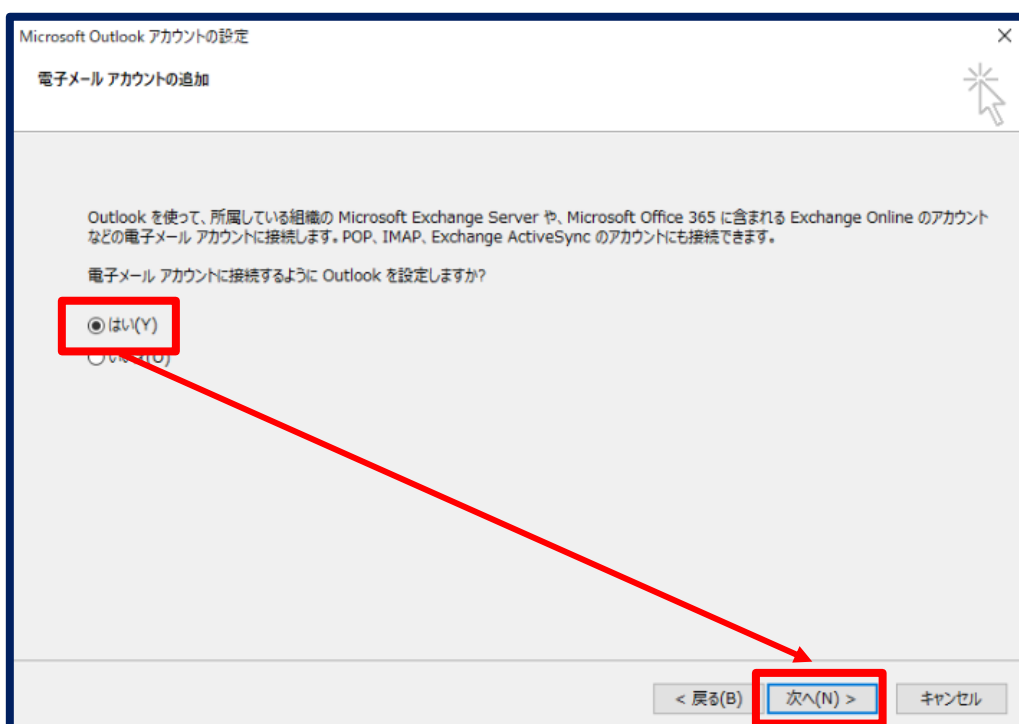 Microsoft Outlook アカウントの設定
電子メール アカウントの追加
Outlook を使って、所属している組織の Microsoft Exchange Server や、Microsoft Office 365 に含まれる Exchange Online のアカウント
などの電子メール アカウントに接続します。POP、IMAP、Exchange ActiveSync のアカウントにも接続できます。
電子メール アカウントに接続するように Outlook を設定しますか?
はい(Y)
< 戻る(B)
次へ(N) >
キャンセル